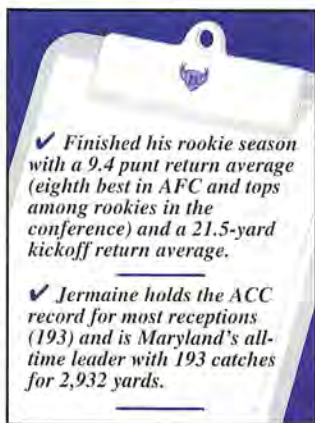 ✔ Finished his rookie season
with a 9.4 punt return average
(eighth best in AFC and tops
among rookies in the
conference) and a 21.5-yard
kickoff return average.
✔ Jermaine holds the ACC
record for most receptions
(193) and is Maryland's all-
time leader with 193 catches
for 2,932 yards.